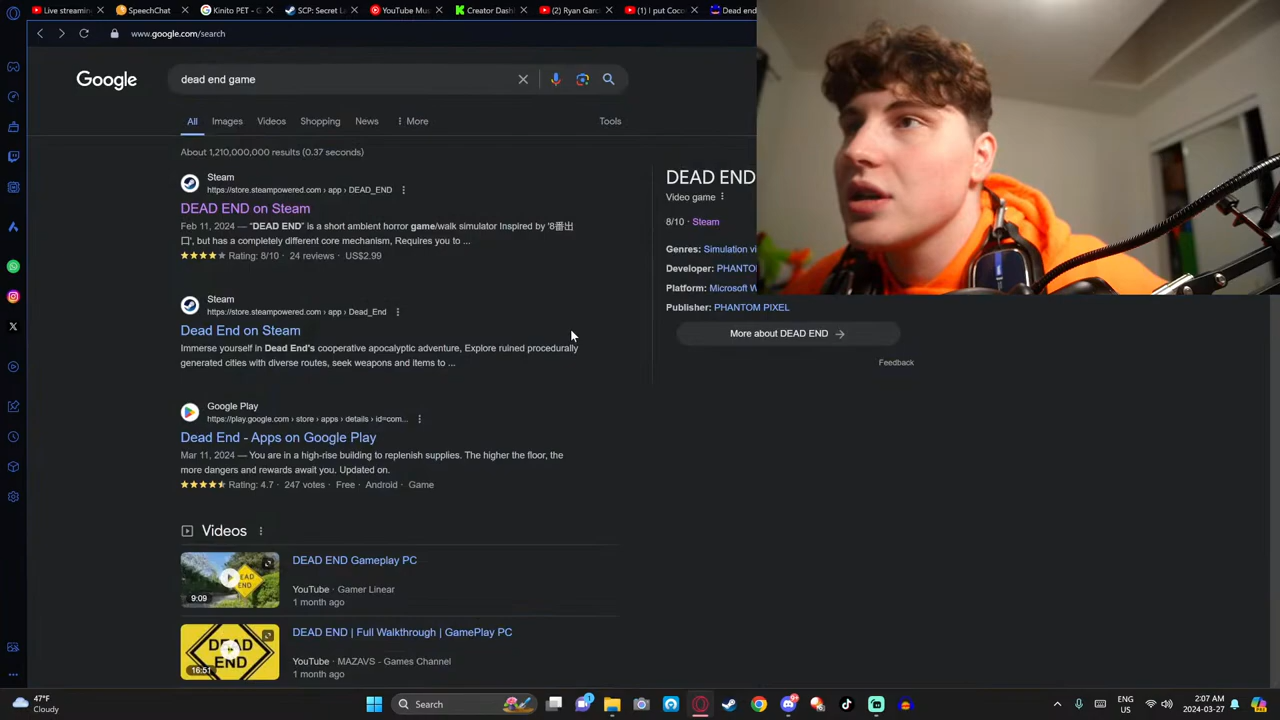 Live streamin
SpeechChat
Kinito PET - G
SCP: Secret L
YouTube Mus
Creator Dash
(2) Ryan Garc
(1) I put Coco
Dead end
www.google.com/search
Google
dead end game
All Images Videos Shopping News More Tools
About 1,210,000,000 results (0.37 seconds)
Steam
https://store.steampowered.com › app › DEAD_END
DEAD END on Steam
Feb 11, 2024 — "DEAD END" is a short ambient horror game/walk simulator Inspired by '8番出
口', but has a completely different core mechanism, Requires you to ...
Rating: 8/10 · 24 reviews · US$2.99
Steam
https://store.steampowered.com › app › Dead_End
Dead End on Steam
Immerse yourself in Dead End's cooperative apocalyptic adventure, Explore ruined procedurally
generated cities with diverse routes, seek weapons and items to ...
Google Play
https://play.google.com › store › apps › details › id=com...
Dead End - Apps on Google Play
Mar 11, 2024 — You are in a high-rise building to replenish supplies. The higher the floor, the
more dangers and rewards await you. Updated on.
Rating: 4.7 · 247 votes · Free · Android · Game
Videos
DEAD END
9:09
DEAD END Gameplay PC
YouTube · Gamer Linear
1 month ago
DEAD
END
16:51
DEAD END | Full Walkthrough | GamePlay PC
YouTube · MAZAVS - Games Channel
1 month ago
DEAD END
Video game
8/10 · Steam
Genres: Simulation vi
Developer: PHANTO
Platform: Microsoft W
Publisher: PHANTOM PIXEL
More about DEAD END
Feedback
47°F
Cloudy
Search
ENG
US
2:07 AM
2024-03-27